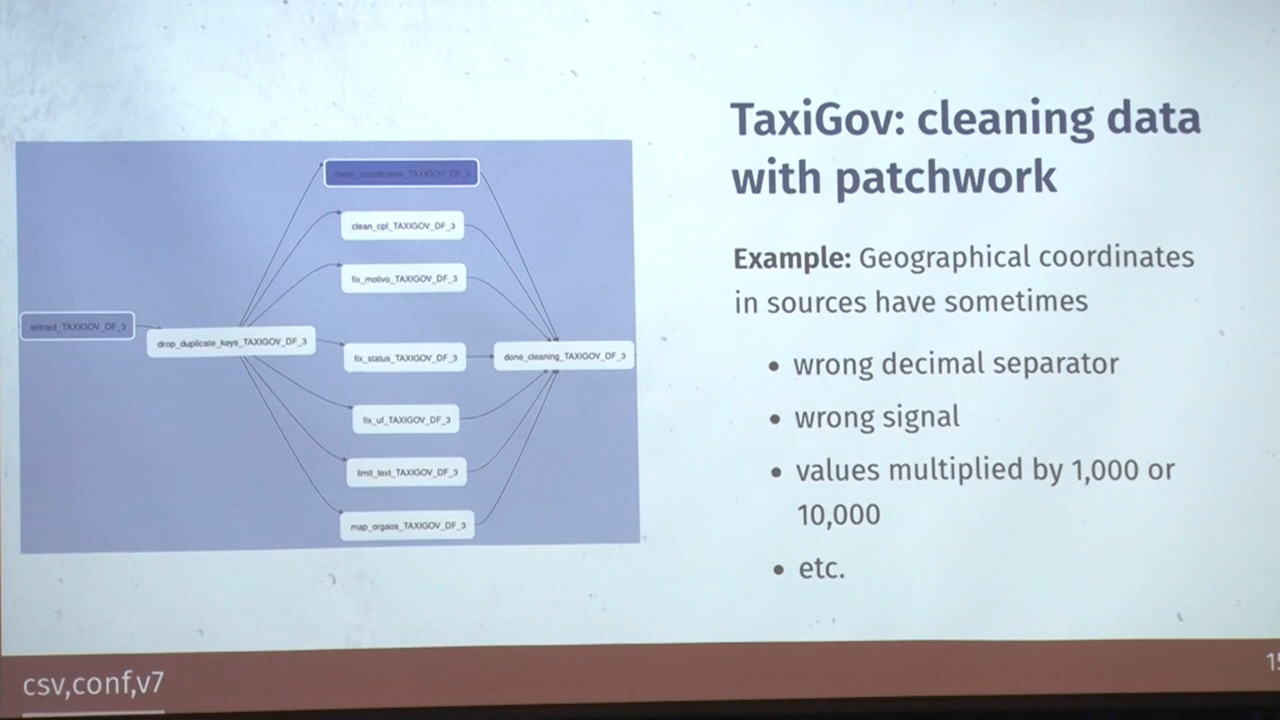 TaxiGov: cleaning data
with patchwork
Example: Geographical coordinates
in sources have sometimes
• wrong decimal separator
• wrong signal
• values multiplied by 1,000 or
10,000
• etc.
clean_coordinates_TAXIGOV_DF_3
clean_cpf_TAXIGOV_DF_3
fix_motivo_TAXIGOV_DF_3
extract_TAXIGOV_DF_3
drop_duplicate_keys_TAXIGOV_DF_3
fix_status_TAXIGOV_DF_3
done_cleaning_TAXIGOV_DF_3
fix_uf_TAXIGOV_DF_3
limit_text_TAXIGOV_DF_3
map_orgaos_TAXIGOV_DF_3
csv,conf,v7